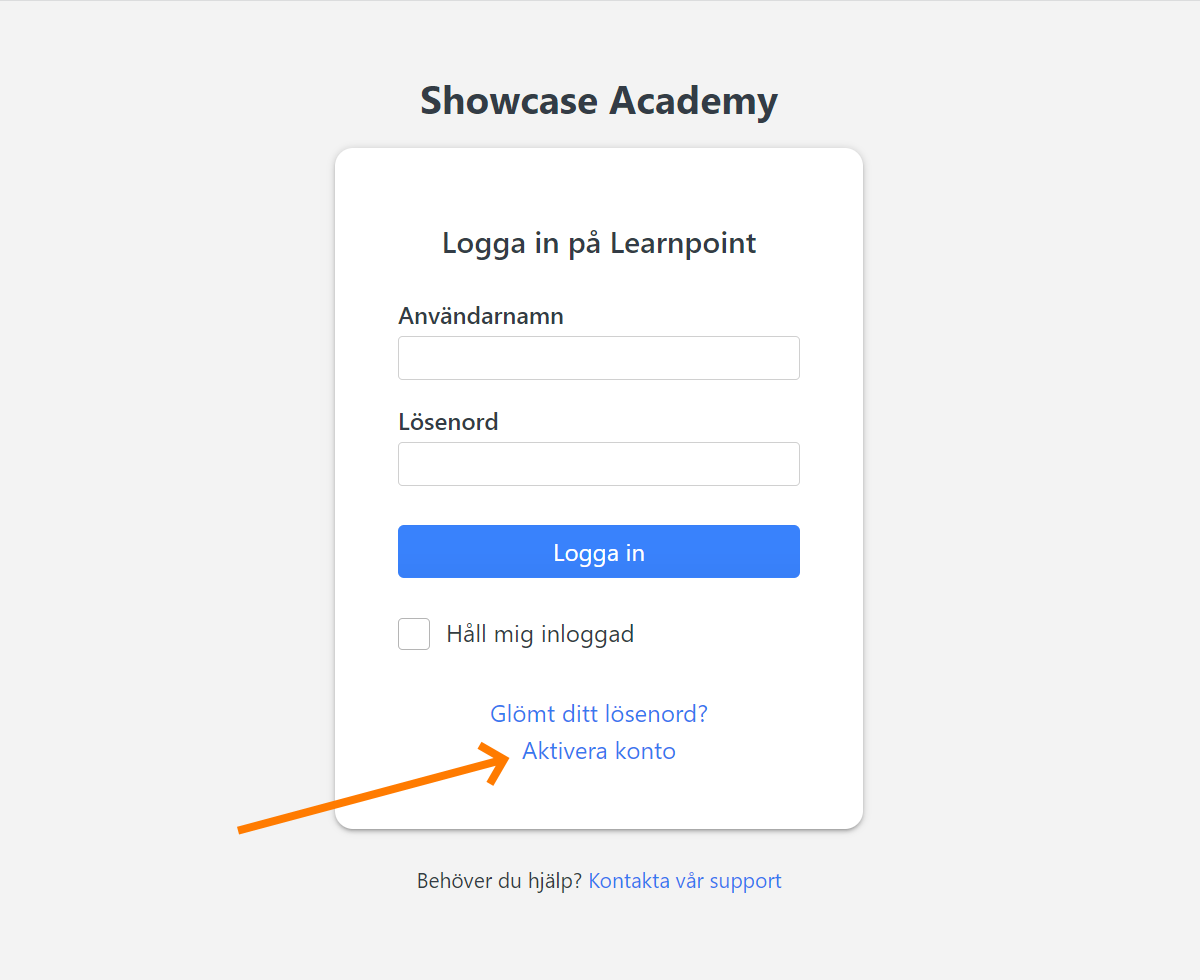 Showcase Academy
Logga in på Learnpoint
Användarnamn
Lösenord
Logga in
Håll mig inloggad
Glömt ditt lösenord?
Aktivera konto
Behöver du hjälp? Kontakta vår support